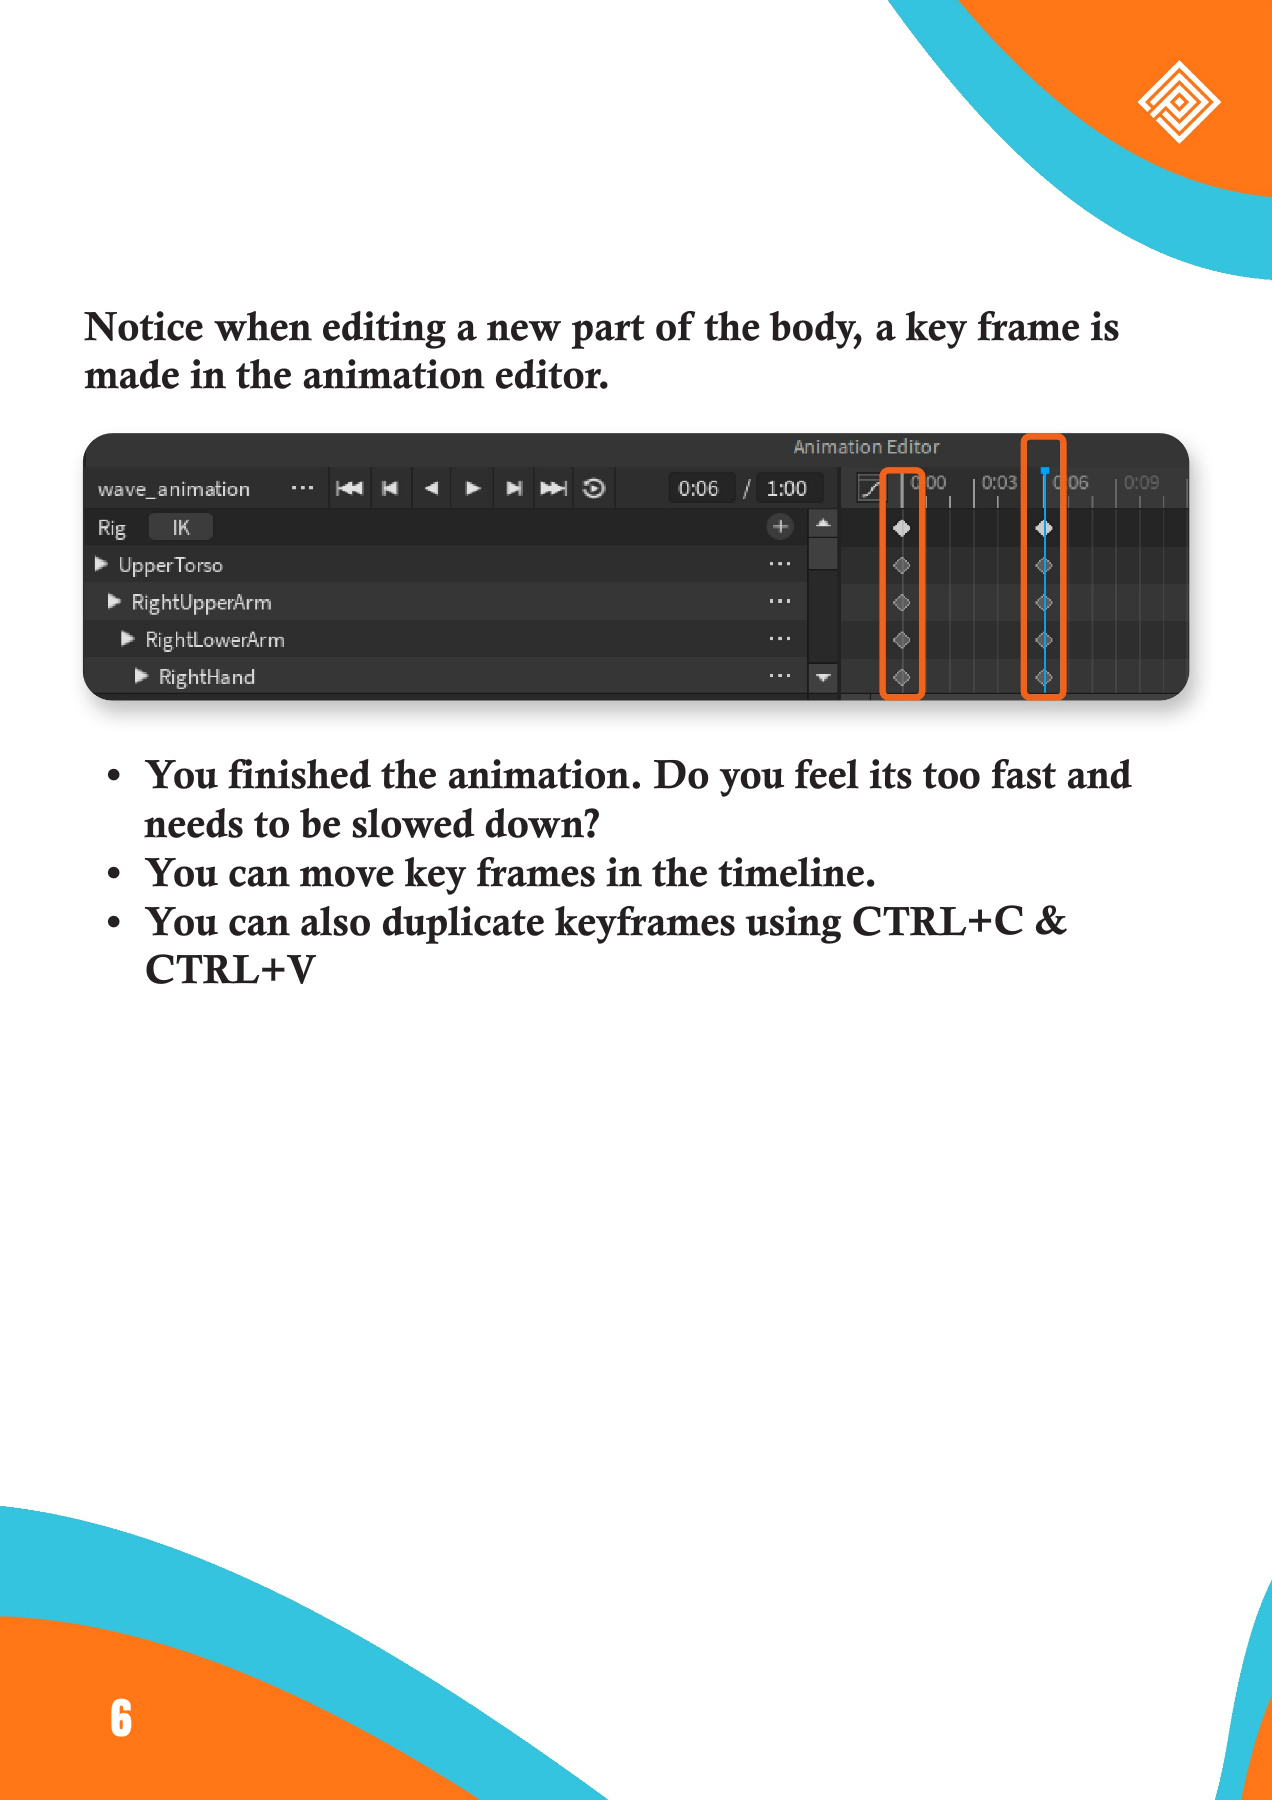 Notice when editing a new part of the body, a key frame is
made in the animation editor.
Animation Editor
wave_animation ··· 0:06 / 1:00 0:00 0:03 0:06 0:09
Rig IK +
UpperTorso ···
RightUpperArm ···
RightLowerArm ···
RightHand ···
• You finished the animation. Do you feel its too fast and
needs to be slowed down?
• You can move key frames in the timeline.
• You can also duplicate keyframes using CTRL+C &
CTRL+V
6